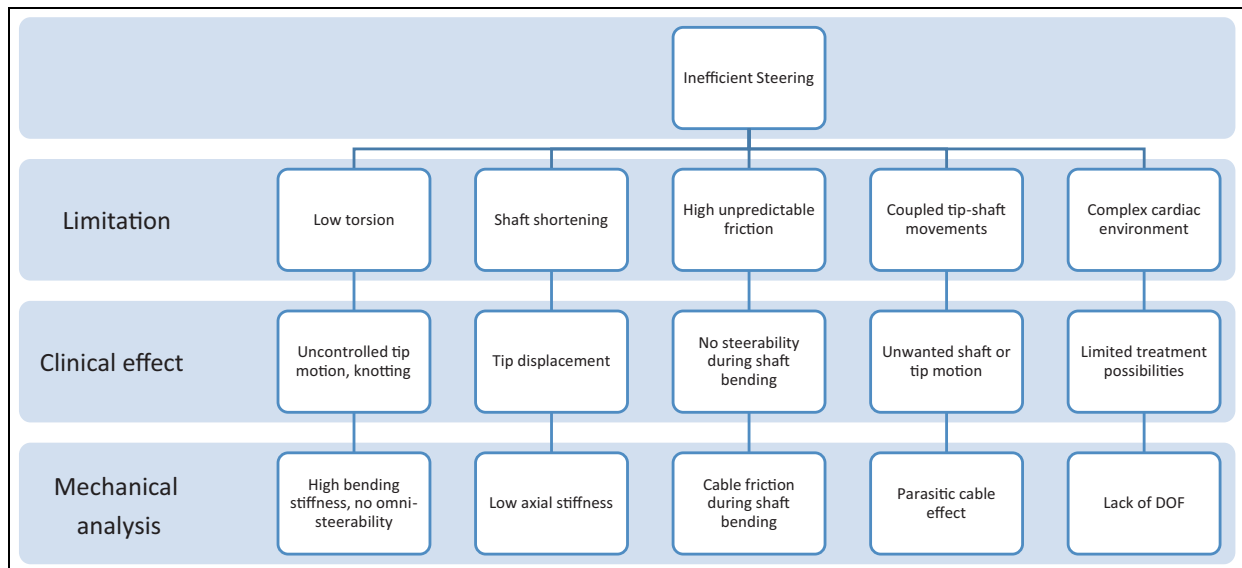 Inefficient Steering
Limitation
Low torsion
Shaft shortening
High unpredictable
friction
Coupled tip-shaft
movements
Complex cardiac
environment
Clinical effect
Uncontrolled tip
motion, knotting
Tip displacement
No steerability
during shaft
bending
Unwanted shaft or
tip motion
Limited treatment
possibilities
Mechanical
analysis
High bending
stiffness, no omni-
steerability
Low axial stiffness
Cable friction
during shaft
bending
Parasitic cable
effect
Lack of DOF